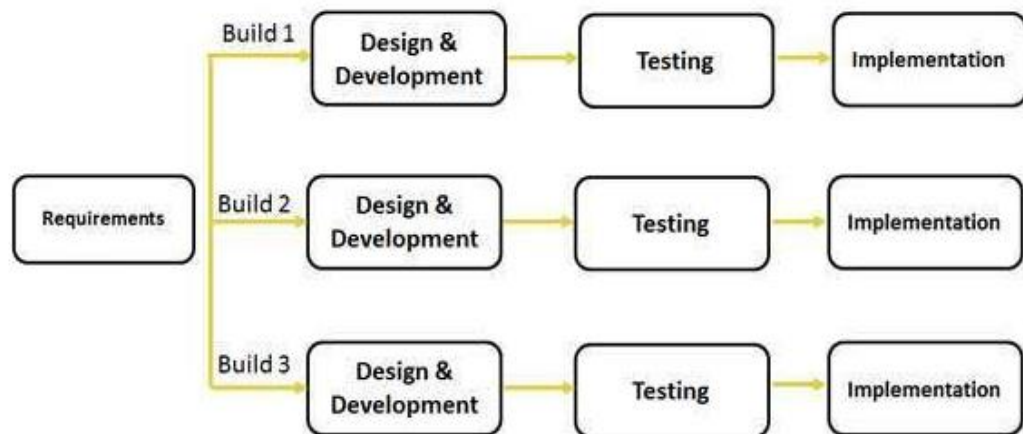 Build 1
Design &
Development
Testing
Implementation
Requirements
Build 2
Design &
Development
Testing
Implementation
Build 3
Design &
Development
Testing
Implementation